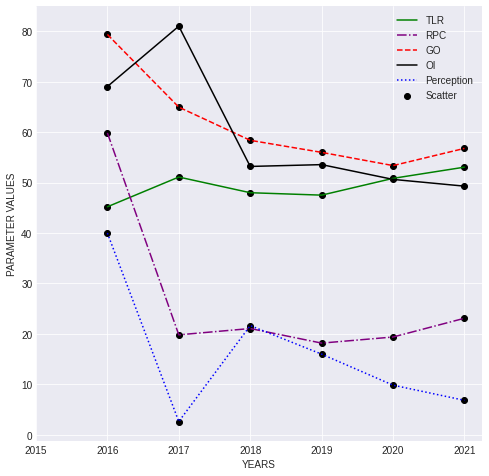 TLR
RPC
GO
OI
Perception
Scatter
PARAMETER VALUES
80
70
60
50
40
30
20
10
0
2015 2016 2017 2018 2019 2020 2021
YEARS